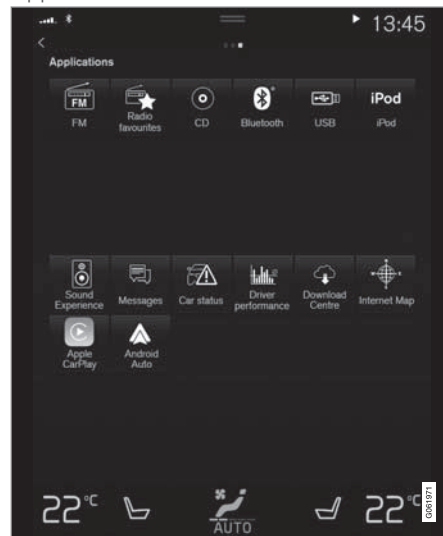 13:45
Applications
FM
FM
Radio
favourites
CD
Bluetooth
USB
iPod
iPod
Sound
Experience
Messages
Car status
Driver
performance
Download
Centre
Internet Map
Apple
CarPlay
Android
Auto
22°C
AUTO
22°C
G061971